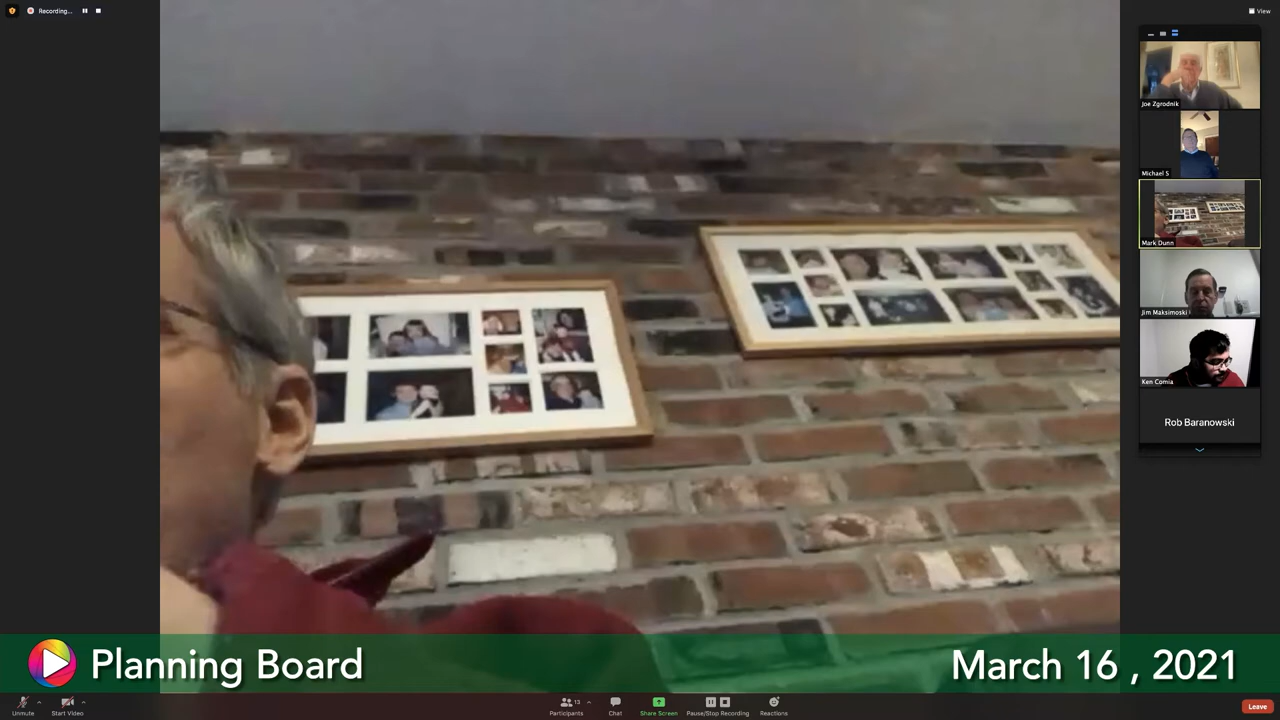 Recording...
View
Joe Zgrodnik
Michael S
Mark Dunn
Jim Maksimoski
Ken Comia
Rob Baranowski
Planning Board
March 16 , 2021
Unmute
Start Video
Participants
13
Chat
Share Screen
Pause/Stop Recording
Reactions
Leave